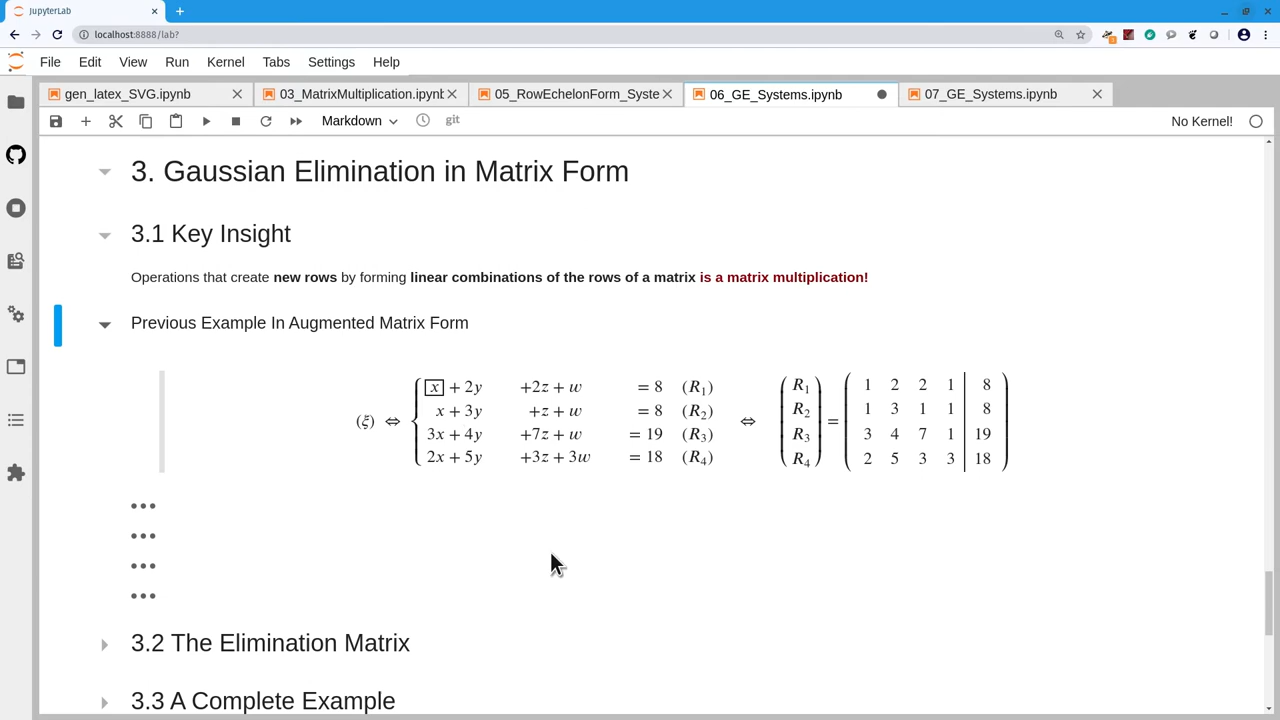 JupyterLab
localhost:8888/lab?
File Edit View Run Kernel Tabs Settings Help
gen_latex_SVG.ipynb 03_MatrixMultiplication.ipynb 05_RowEchelonForm_Syste 06_GE_Systems.ipynb 07_GE_Systems.ipynb
Markdown git No Kernel!
3. Gaussian Elimination in Matrix Form
3.1 Key Insight
Operations that create new rows by forming linear combinations of the rows of a matrix is a matrix multiplication!
Previous Example In Augmented Matrix Form
x + 2y +2z + w = 8 (R₁) R₁ 1 2 2 1 8
x + 3y +z + w = 8 (R₂) R₂ 1 3 1 1 8
(ξ) ⇔ ⇔ =
3x + 4y +7z + w = 19 (R₃) R₃ 3 4 7 1 19
2x + 5y +3z + 3w = 18 (R₄) R₄ 2 5 3 3 18
3.2 The Elimination Matrix
3.3 A Complete Example